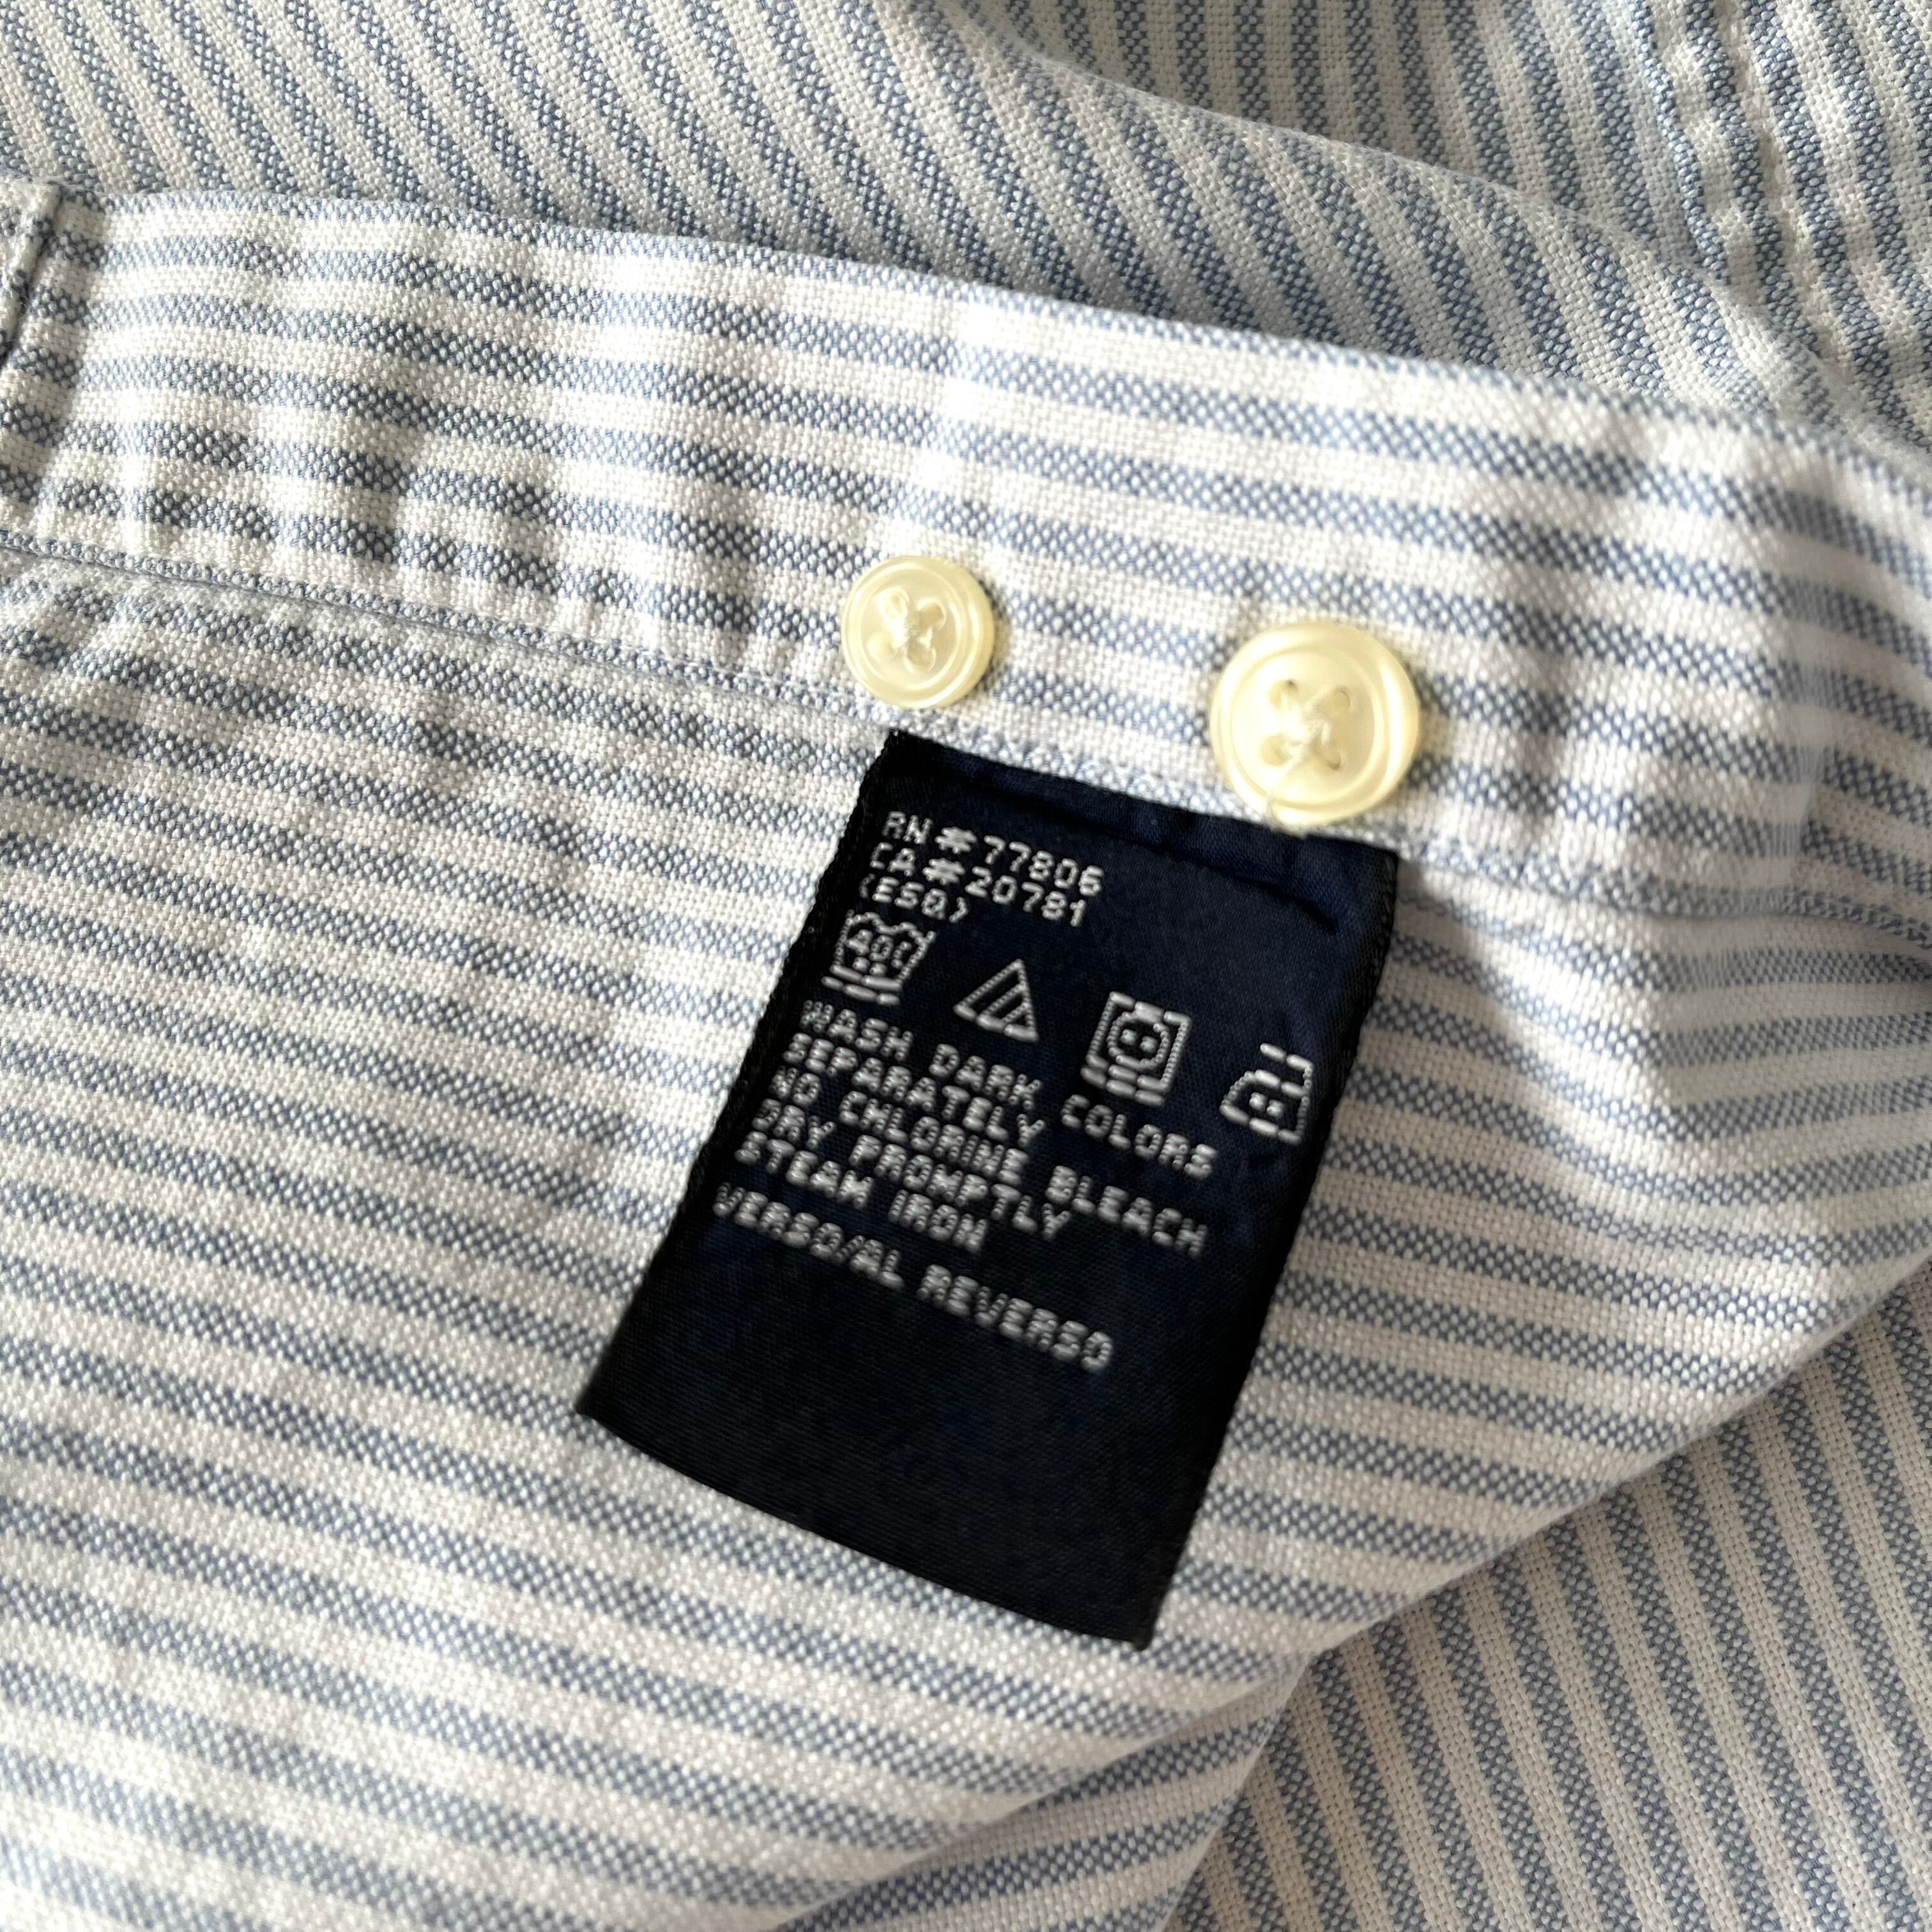 RN#77806
CA#20781
(ESQ)
40C
WASH DARK COLORS
SEPARATELY
NO CHLORINE BLEACH
DRY PROMPTLY
STEAM IRON
VERSO/AL REVERSO